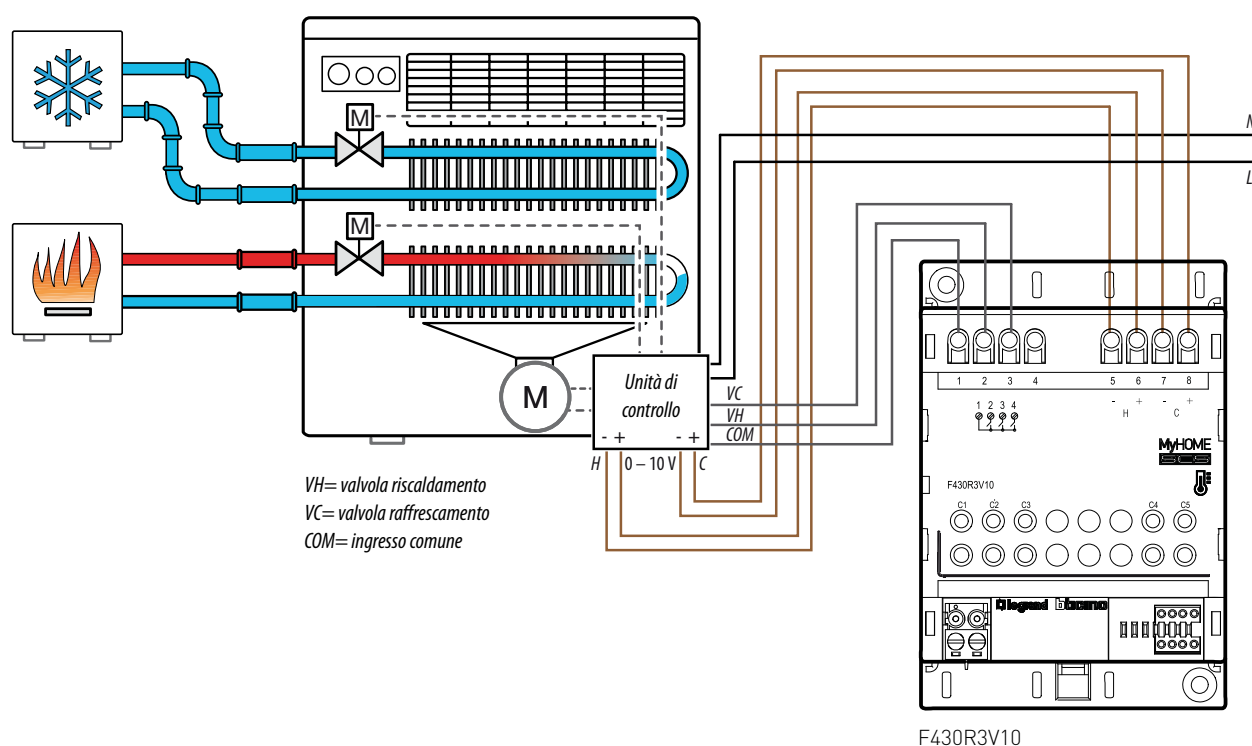 M
M
N
L
Unità di
controllo
M
VC
VH
COM
- + - +
H 0 – 10 V C
VH= valvola riscaldamento
VC= valvola raffrescamento
COM= ingresso comune
1 2 3 4 5 6 7 8
- + - +
H C
1 2 3 4
MyHOME
SCS
F430R3V10
C1 C2 C3 C4 C5
legrand bticino
F430R3V10